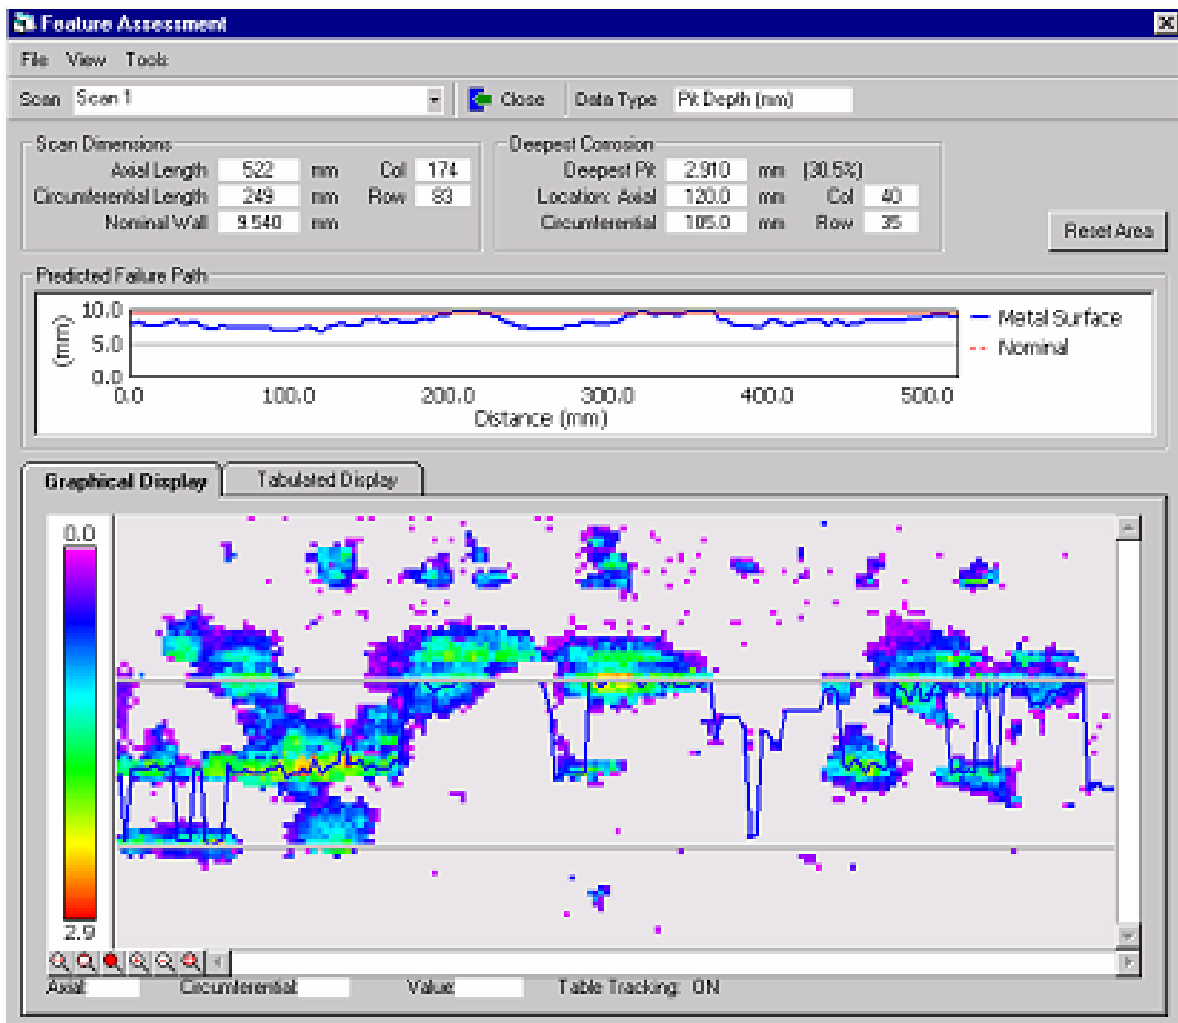 Feature Assessment
File View Tools
Scan Scan 1 Close Data Type Pit Depth (mm)
Scan Dimensions
Axial Length 522 mm Col 174
Circumferential Length 249 mm Row 83
Nominal Wall 9.540 mm
Deepest Corrosion
Deepest Pit 2.910 mm (30.5%)
Location: Axial 120.0 mm Col 40
Circumferential 105.0 mm Row 35
Reset Area
Predicted Failure Path
(mm)
10.0
5.0
0.0
0.0 100.0 200.0 300.0 400.0 500.0
Distance (mm)
Metal Surface
Nominal
Graphical Display Tabulated Display
0.0
2.9
Axial: Circumferential: Value: Table Tracking: ON